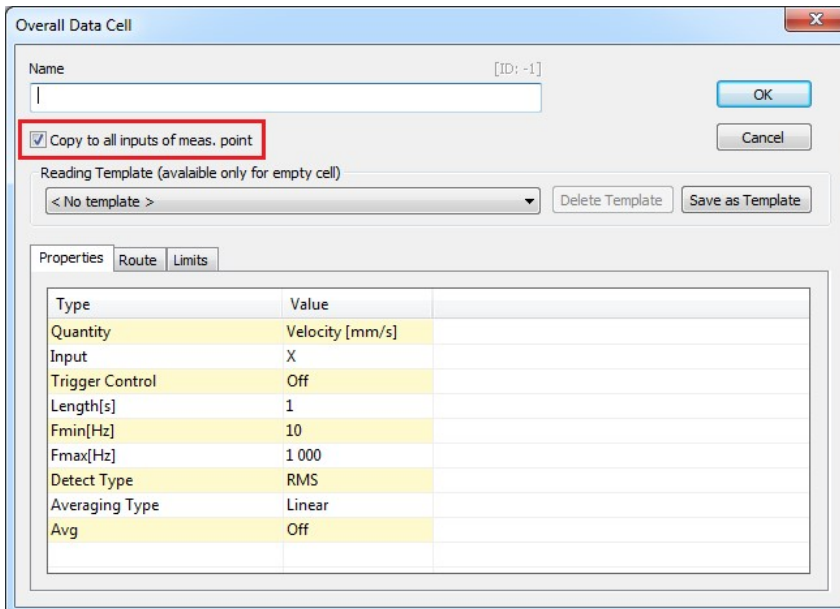 Overall Data Cell
Name [ID: -1]
OK
Copy to all inputs of meas. point
Cancel
Reading Template (avalaible only for empty cell)
< No template > Delete Template Save as Template
Properties Route Limits
Type Value
Quantity Velocity [mm/s]
Input X
Trigger Control Off
Length[s] 1
Fmin[Hz] 10
Fmax[Hz] 1 000
Detect Type RMS
Averaging Type Linear
Avg Off